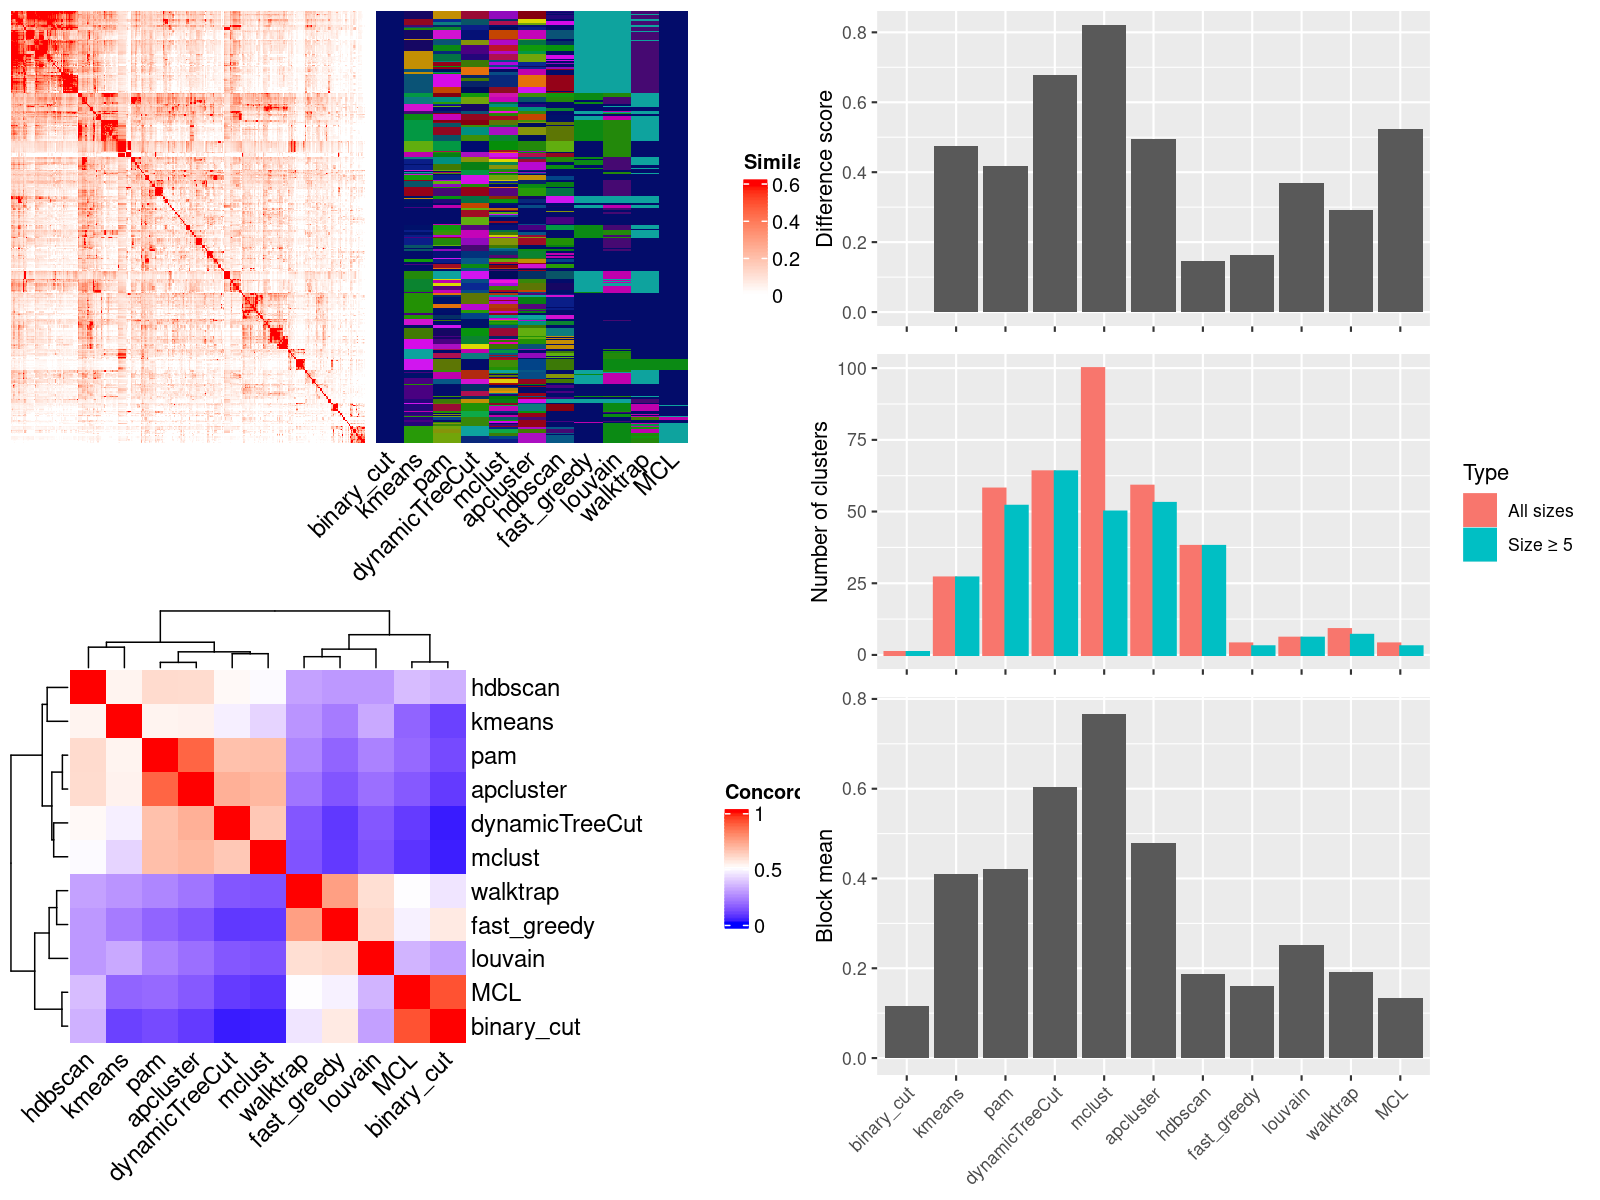 Simila
0.6
0.4
0.2
0
binary_cut
kmeans
pam
dynamicTreeCut
mclust
apcluster
hdbscan
fast_greedy
louvain
walktrap
MCL
hdbscan
kmeans
pam
apcluster
dynamicTreeCut
mclust
walktrap
fast_greedy
louvain
MCL
binary_cut
hdbscan
kmeans
pam
apcluster
dynamicTreeCut
mclust
walktrap
fast_greedy
louvain
MCL
binary_cut
Concord
1
0.5
0
Difference score
0.8
0.6
0.4
0.2
0.0
Number of clusters
100
75
50
25
0
Type
All sizes
Size ≥ 5
Block mean
0.8
0.6
0.4
0.2
0.0
binary_cut
kmeans
pam
dynamicTreeCut
mclust
apcluster
hdbscan
fast_greedy
louvain
walktrap
MCL